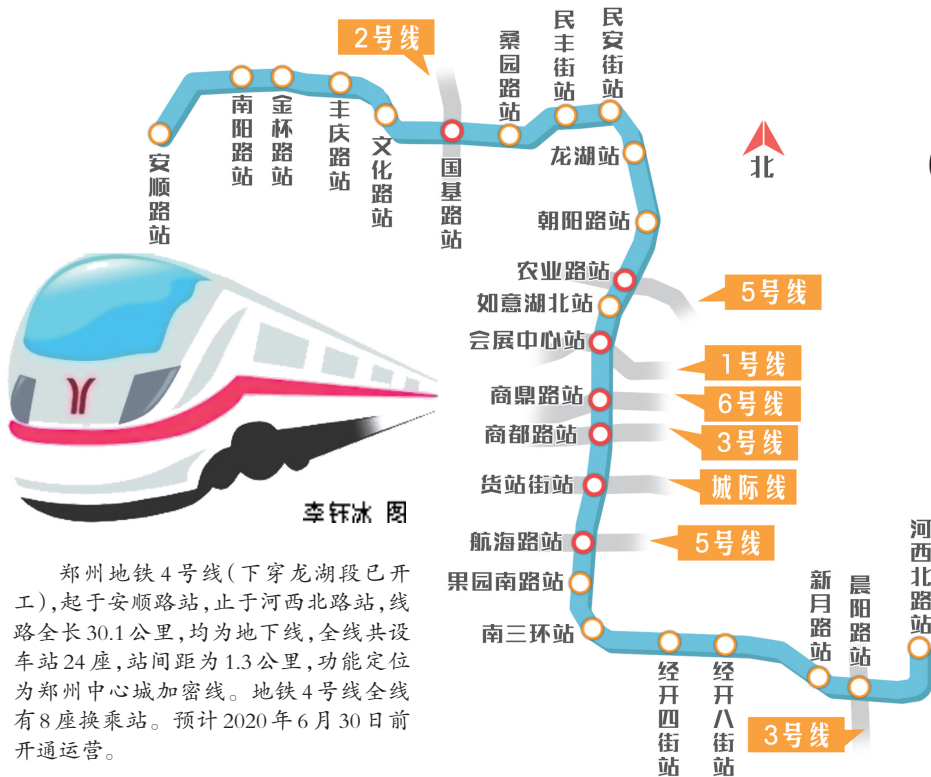 2号线
安顺路站
南阳路站
金杯路站
丰庆路站
文化路站
国基路站
桑园路站
民丰街站
民安街站
龙湖站
北
朝阳路站
农业路站
5号线
如意湖北站
会展中心站
1号线
商鼎路站
6号线
商都路站
3号线
货站街站
城际线
航海路站
5号线
果园南路站
南三环站
经开四街站
经开八街站
新月路站
晨阳路站
河西北路站
3号线
李钰冰 图
郑州地铁4号线(下穿龙湖段已开
工),起于安顺路站,止于河西北路站,线
路全长30.1公里,均为地下线,全线共设
车站24座,站间距为1.3公里,功能定位
为郑州中心城加密线。地铁4号线全线
有8座换乘站。预计2020年6月30日前
开通运营。